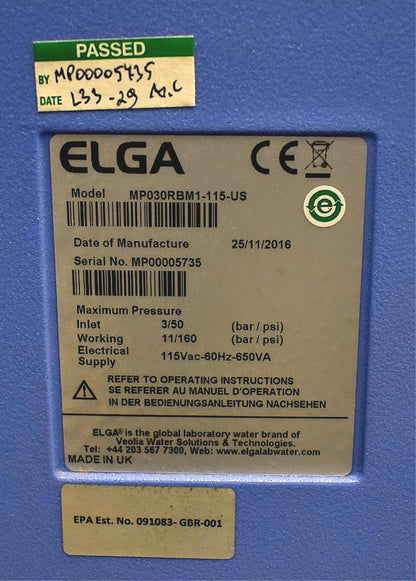 PASSED
BY MP00005435
DATE L33-29 A.C
ELGA CE
Model MP030RBM1-115-US
e
Date of Manufacture 25/11/2016
Serial No. MP00005735
Maximum Pressure
Inlet 3/50 (bar / psi)
Working 11/160 (bar / psi)
Electrical
Supply 115Vac-60Hz-650VA
REFER TO OPERATING INSTRUCTIONS
SE REFERER AU MANUEL D'OPERATION
IN DER BEDIENUNGSANLEITUNG NACHSEHEN
ELGA® is the global laboratory water brand of
Veolia Water Solutions & Technologies.
Tel: +44 203 567 7300, Web: www.elgalabwater.com
MADE IN UK
EPA Est. No. 091083- GBR-001